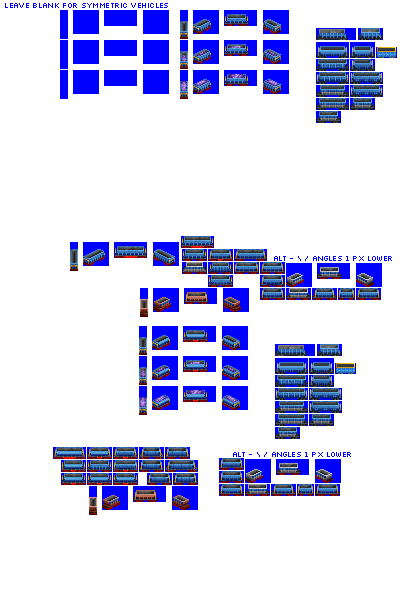 LEAVE BLANK FOR SYMMETRIC VEHICLES
ALT - \ / ANGLES 1 PX LOWER
ALT - \ / ANGLES 1 PX LOWER